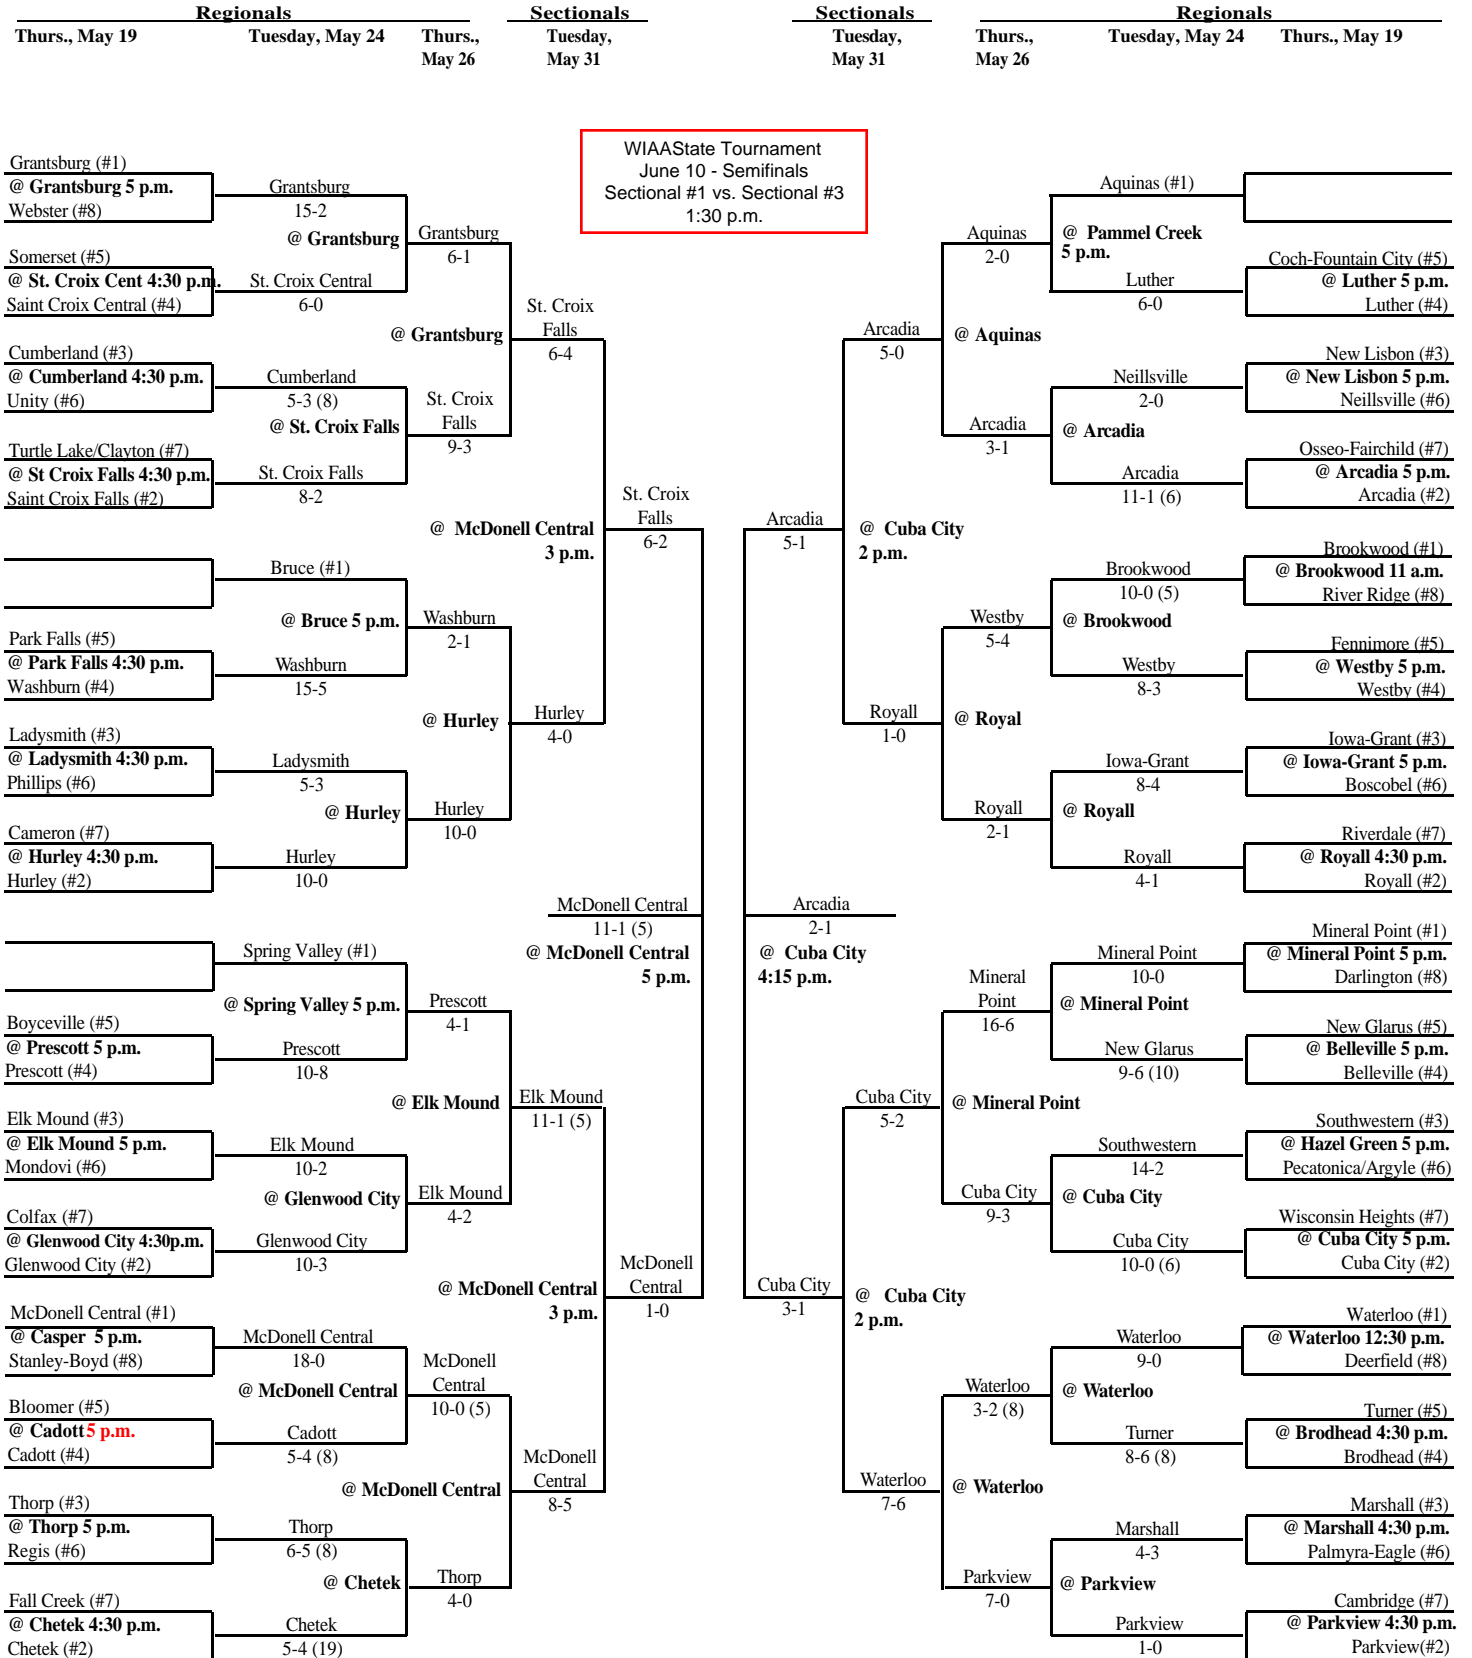 Regionals
Sectionals
Sectionals
Regionals
Thurs., May 19
Tuesday, May 24
Thurs.,
May 26
Tuesday,
May 31
Tuesday,
May 31
Thurs.,
May 26
Tuesday, May 24
Thurs., May 19
WIAAState Tournament
June 10 - Semifinals
Sectional #1 vs. Sectional #3
1:30 p.m.
Grantsburg (#1)
@ Grantsburg 5 p.m.
Webster (#8)
Somerset (#5)
@ St. Croix Cent 4:30 p.m.
Saint Croix Central (#4)
Cumberland (#3)
@ Cumberland 4:30 p.m.
Unity (#6)
Turtle Lake/Clayton (#7)
@ St Croix Falls 4:30 p.m.
Saint Croix Falls (#2)
Park Falls (#5)
@ Park Falls 4:30 p.m.
Washburn (#4)
Ladysmith (#3)
@ Ladysmith 4:30 p.m.
Phillips (#6)
Cameron (#7)
@ Hurley 4:30 p.m.
Hurley (#2)
Boyceville (#5)
@ Prescott 5 p.m.
Prescott (#4)
Elk Mound (#3)
@ Elk Mound 5 p.m.
Mondovi (#6)
Colfax (#7)
@ Glenwood City 4:30p.m.
Glenwood City (#2)
McDonell Central (#1)
@ Casper 5 p.m.
Stanley-Boyd (#8)
Bloomer (#5)
@ Cadott 5 p.m.
Cadott (#4)
Thorp (#3)
@ Thorp 5 p.m.
Regis (#6)
Fall Creek (#7)
@ Chetek 4:30 p.m.
Chetek (#2)
Grantsburg
15-2
@ Grantsburg
St. Croix Central
6-0
Cumberland
5-3 (8)
@ St. Croix Falls
St. Croix Falls
8-2
Bruce (#1)
@ Bruce 5 p.m.
Washburn
15-5
Ladysmith
5-3
@ Hurley
Hurley
10-0
Spring Valley (#1)
@ Spring Valley 5 p.m.
Prescott
10-8
Elk Mound
10-2
@ Glenwood City
Glenwood City
10-3
McDonell Central
18-0
@ McDonell Central
Cadott
5-4 (8)
Thorp
6-5 (8)
@ Chetek
Chetek
5-4 (19)
Grantsburg
6-1
@ Grantsburg
St. Croix
Falls
9-3
Washburn
2-1
@ Hurley
Hurley
10-0
Prescott
4-1
@ Elk Mound
Elk Mound
4-2
McDonell
Central
10-0 (5)
@ McDonell Central
Thorp
4-0
St. Croix
Falls
6-4
@ McDonell Central
3 p.m.
Hurley
4-0
Elk Mound
11-1 (5)
@ McDonell Central
3 p.m.
McDonell
Central
8-5
St. Croix
Falls
6-2
McDonell Central
11-1 (5)
@ McDonell Central
5 p.m.
McDonell
Central
1-0
Arcadia
5-1
Arcadia
2-1
@ Cuba City
4:15 p.m.
Cuba City
3-1
Arcadia
5-0
@ Cuba City
2 p.m.
Royall
1-0
Cuba City
5-2
@ Cuba City
2 p.m.
Waterloo
7-6
Aquinas
2-0
@ Aquinas
Arcadia
3-1
Westby
5-4
@ Royal
Royall
2-1
Mineral
Point
16-6
@ Mineral Point
Cuba City
9-3
Waterloo
3-2 (8)
@ Waterloo
Parkview
7-0
Aquinas (#1)
@ Pammel Creek
5 p.m.
Luther
6-0
Neillsville
2-0
@ Arcadia
Arcadia
11-1 (6)
Brookwood
10-0 (5)
@ Brookwood
Westby
8-3
Iowa-Grant
8-4
@ Royall
Royall
4-1
Mineral Point
10-0
@ Mineral Point
New Glarus
9-6 (10)
Southwestern
14-2
@ Cuba City
Cuba City
10-0 (6)
Waterloo
9-0
@ Waterloo
Turner
8-6 (8)
Marshall
4-3
@ Parkview
Parkview
1-0
Coch-Fountain City (#5)
@ Luther 5 p.m.
Luther (#4)
New Lisbon (#3)
@ New Lisbon 5 p.m.
Neillsville (#6)
Osseo-Fairchild (#7)
@ Arcadia 5 p.m.
Arcadia (#2)
Brookwood (#1)
@ Brookwood 11 a.m.
River Ridge (#8)
Fennimore (#5)
@ Westby 5 p.m.
Westby (#4)
Iowa-Grant (#3)
@ Iowa-Grant 5 p.m.
Boscobel (#6)
Riverdale (#7)
@ Royall 4:30 p.m.
Royall (#2)
Mineral Point (#1)
@ Mineral Point 5 p.m.
Darlington (#8)
New Glarus (#5)
@ Belleville 5 p.m.
Belleville (#4)
Southwestern (#3)
@ Hazel Green 5 p.m.
Pecatonica/Argyle (#6)
Wisconsin Heights (#7)
@ Cuba City 5 p.m.
Cuba City (#2)
Waterloo (#1)
@ Waterloo 12:30 p.m.
Deerfield (#8)
Turner (#5)
@ Brodhead 4:30 p.m.
Brodhead (#4)
Marshall (#3)
@ Marshall 4:30 p.m.
Palmyra-Eagle (#6)
Cambridge (#7)
@ Parkview 4:30 p.m.
Parkview(#2)